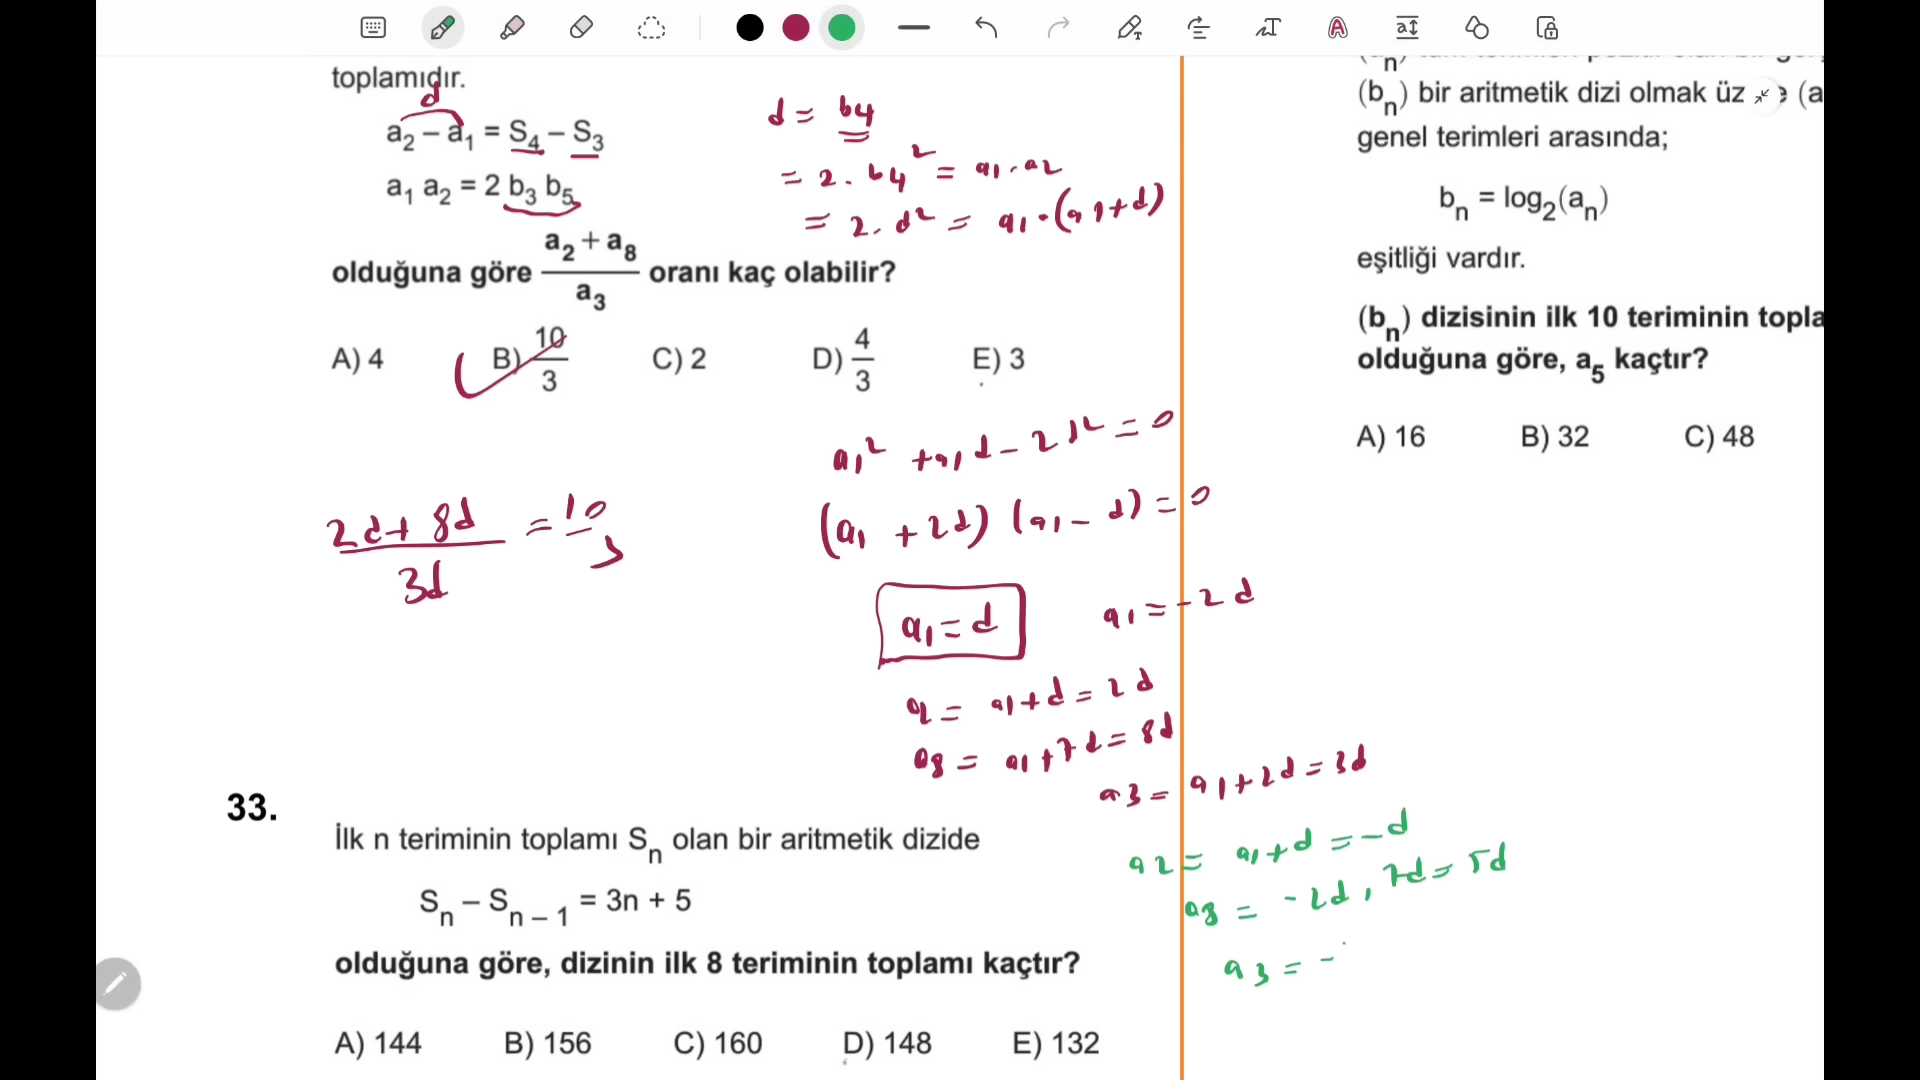 toplamıdır.
d
a₂ – a₁ = S₄ – S₃
a₁ a₂ = 2 b₃ b₅
olduğuna göre (a₂ + a₈)/a₃ oranı kaç olabilir?
A) 4 B) 10/3 C) 2 D) 4/3 E) 3
d = b4
= 2. b4² = a1.a2
= 2. d² = a1.(a1+d)
a1² + a1d - 2d² = 0
(a1 + 2d)(a1 - d) = 0
(2d + 8d)/3d = 10/3
a1 = d
a1 = -2d
a2 = a1+d = 2d
a8 = a1+7d = 8d
a3 = a1+2d = 3d
a2 = a1+d = -d
a8 = -2d, 7d = 5d
a3 = -
33.
İlk n teriminin toplamı Sₙ olan bir aritmetik dizide
Sₙ – Sₙ₋₁ = 3n + 5
olduğuna göre, dizinin ilk 8 teriminin toplamı kaçtır?
A) 144 B) 156 C) 160 D) 148 E) 132
(bₙ) bir aritmetik dizi olmak üz e (a
genel terimleri arasında;
bₙ = log₂(aₙ)
eşitliği vardır.
(bₙ) dizisinin ilk 10 teriminin topla
olduğuna göre, a₅ kaçtır?
A) 16 B) 32 C) 48